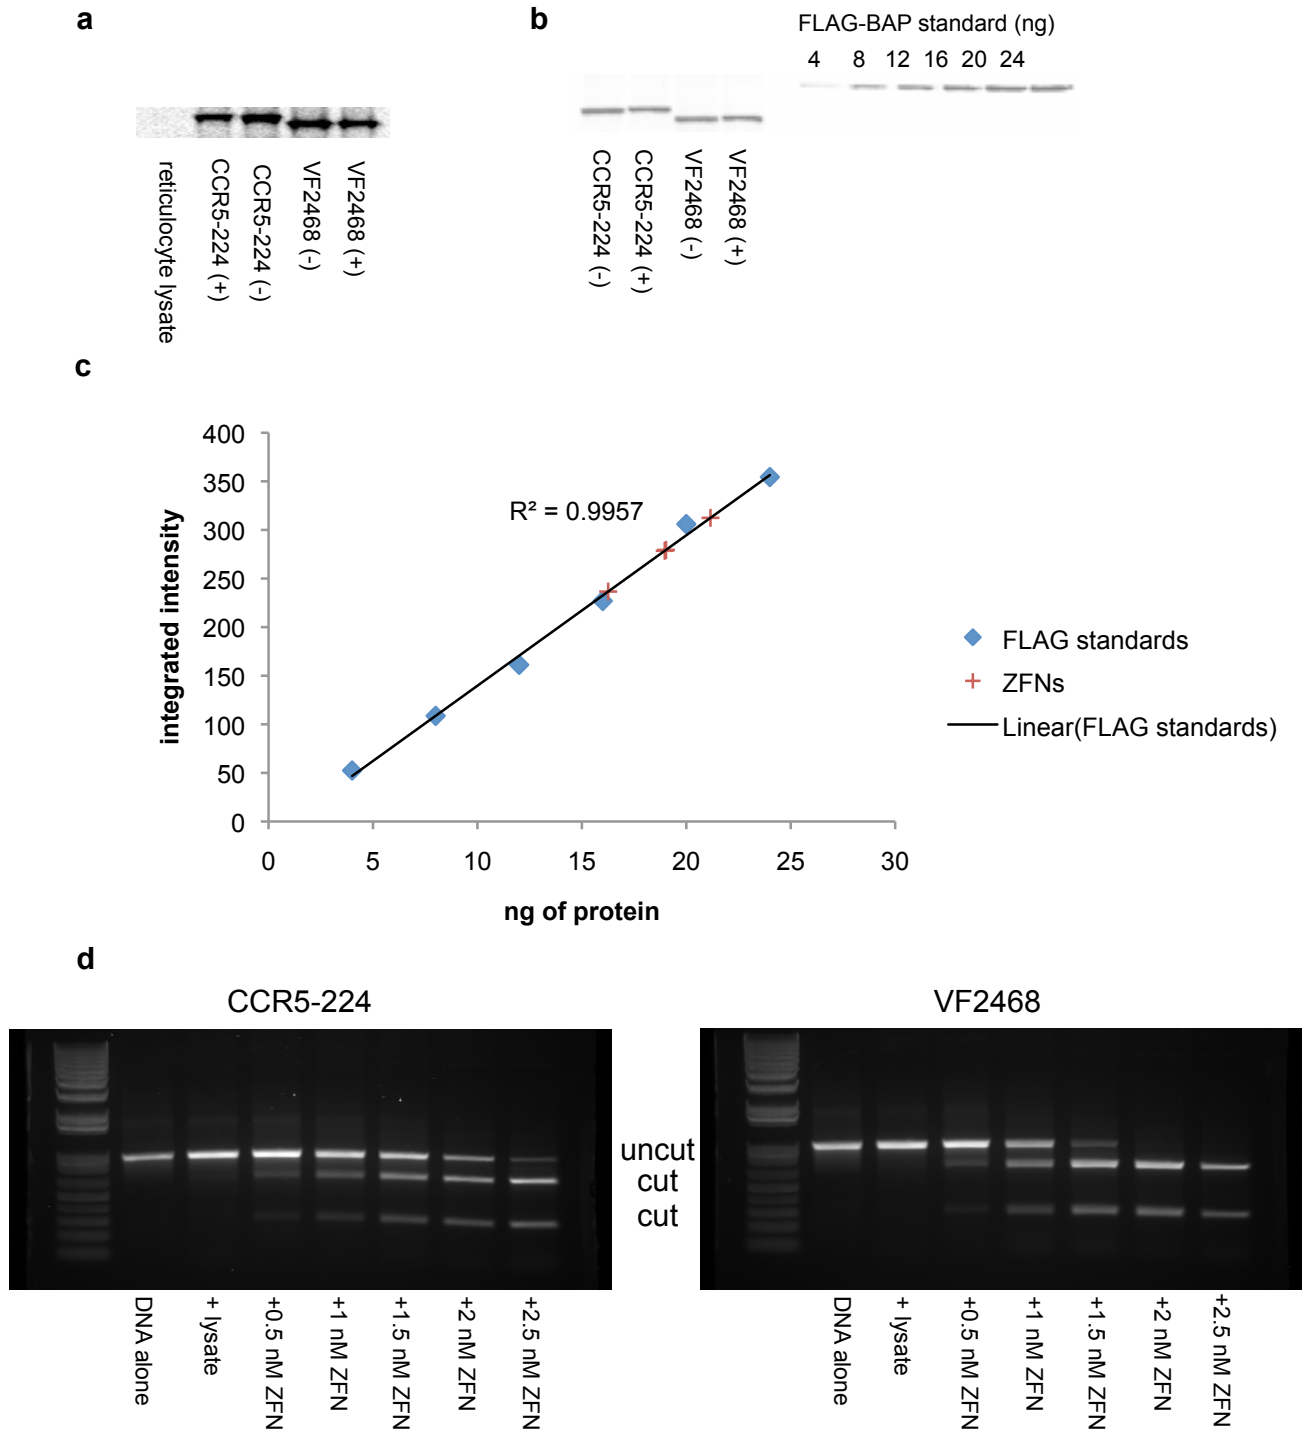 a
reticulocyte lysate
CCR5-224 (+)
CCR5-224 (-)
VF2468 (-)
VF2468 (+)
b
FLAG-BAP standard (ng)
4 8 12 16 20 24
CCR5-224 (-)
CCR5-224 (+)
VF2468 (-)
VF2468 (+)
c
400
350
300
250
200
150
100
50
0
integrated intensity
R² = 0.9957
0 5 10 15 20 25 30
ng of protein
FLAG standards
ZFNs
Linear(FLAG standards)
d
CCR5-224
VF2468
uncut
cut
cut
DNA alone
+ lysate
+0.5 nM ZFN
+1 nM ZFN
+1.5 nM ZFN
+2 nM ZFN
+2.5 nM ZFN
DNA alone
+ lysate
+0.5 nM ZFN
+1 nM ZFN
+1.5 nM ZFN
+2 nM ZFN
+2.5 nM ZFN